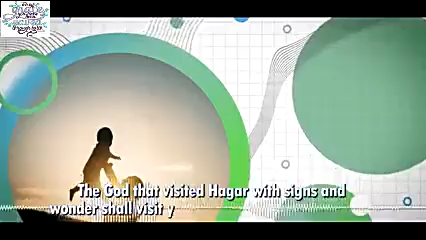 The God that visited Hagar with signs and
wonder shall visit y